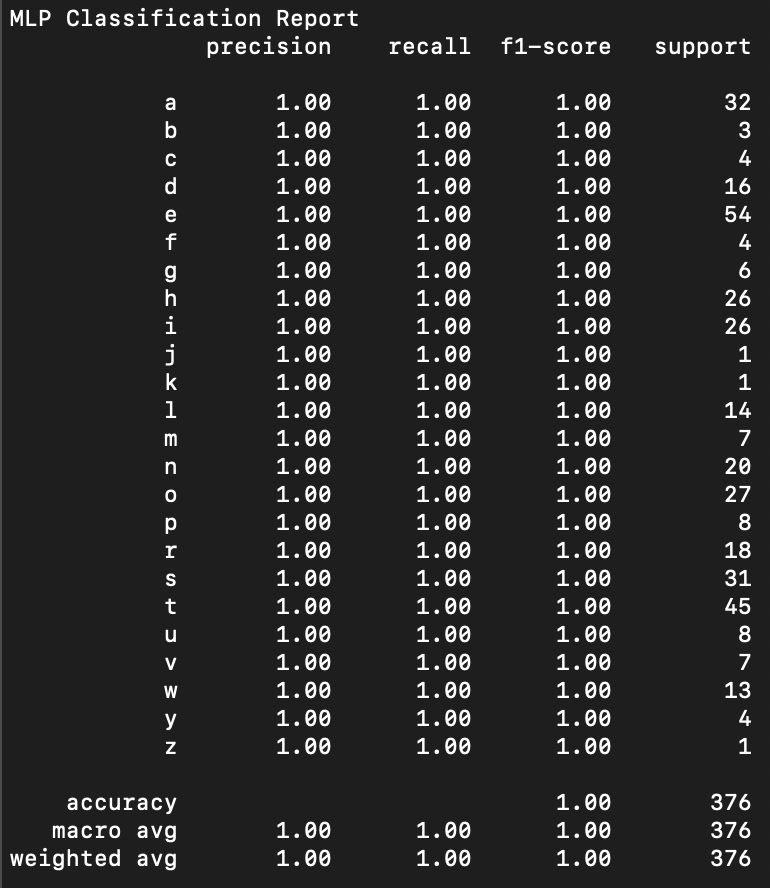 MLP Classification Report
precision recall f1-score support
a 1.00 1.00 1.00 32
b 1.00 1.00 1.00 3
c 1.00 1.00 1.00 4
d 1.00 1.00 1.00 16
e 1.00 1.00 1.00 54
f 1.00 1.00 1.00 4
g 1.00 1.00 1.00 6
h 1.00 1.00 1.00 26
i 1.00 1.00 1.00 26
j 1.00 1.00 1.00 1
k 1.00 1.00 1.00 1
l 1.00 1.00 1.00 14
m 1.00 1.00 1.00 7
n 1.00 1.00 1.00 20
o 1.00 1.00 1.00 27
p 1.00 1.00 1.00 8
r 1.00 1.00 1.00 18
s 1.00 1.00 1.00 31
t 1.00 1.00 1.00 45
u 1.00 1.00 1.00 8
v 1.00 1.00 1.00 7
w 1.00 1.00 1.00 13
y 1.00 1.00 1.00 4
z 1.00 1.00 1.00 1
accuracy 1.00 376
macro avg 1.00 1.00 1.00 376
weighted avg 1.00 1.00 1.00 376